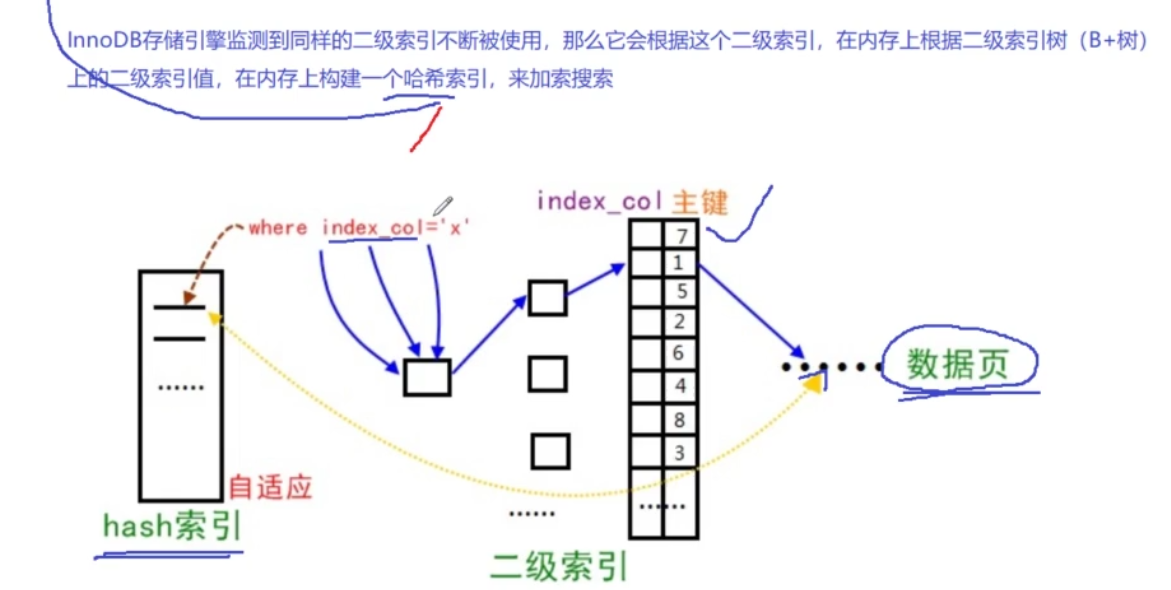 InnoDB存储引擎监测到同样的二级索引不断被使用，那么它会根据这个二级索引，在内存上根据二级索引树（B+树）
上的二级索引值，在内存上构建一个哈希索引，来加索搜索
index_col 主键
where index_col='x'
7
1
5
2
6
4
8
3
......
数据页
......
自适应
hash索引
......
......
二级索引